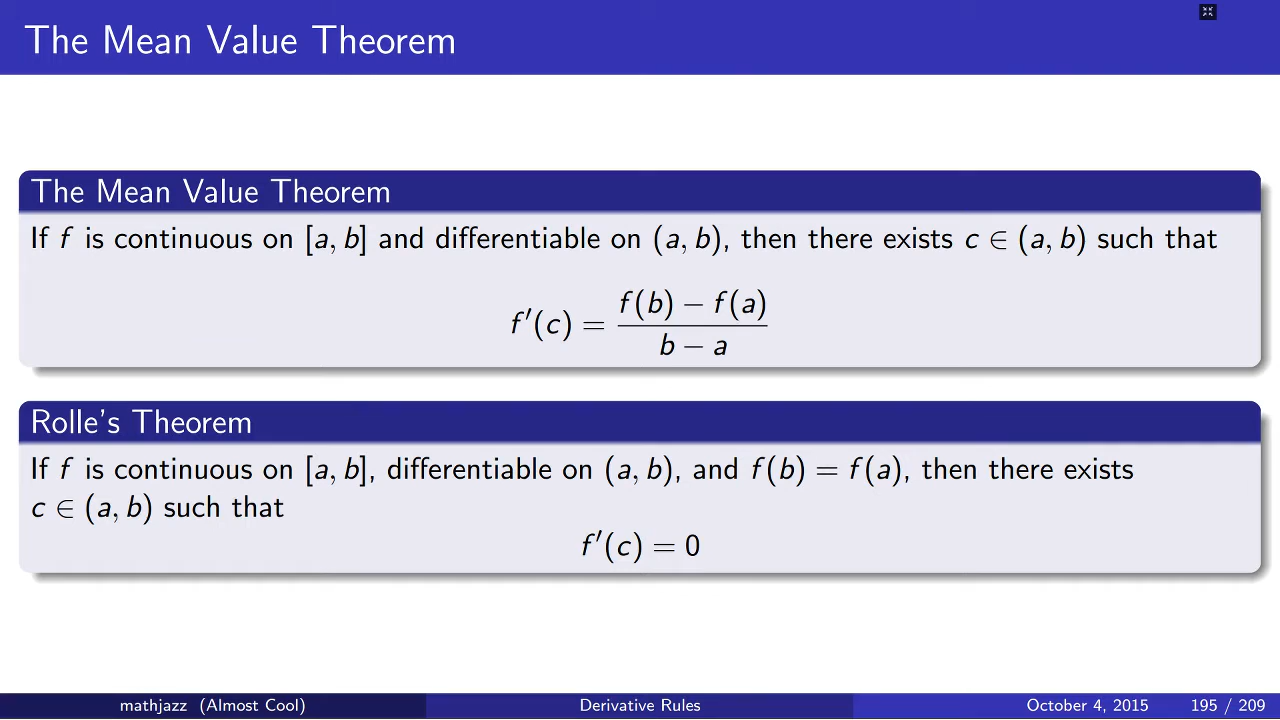 The Mean Value Theorem
The Mean Value Theorem
If f is continuous on [a, b] and differentiable on (a, b), then there exists c ∈ (a, b) such that
f′(c) = f(b) − f(a) / b − a
Rolle's Theorem
If f is continuous on [a, b], differentiable on (a, b), and f(b) = f(a), then there exists
c ∈ (a, b) such that
f′(c) = 0
mathjazz (Almost Cool) Derivative Rules October 4, 2015 195 / 209